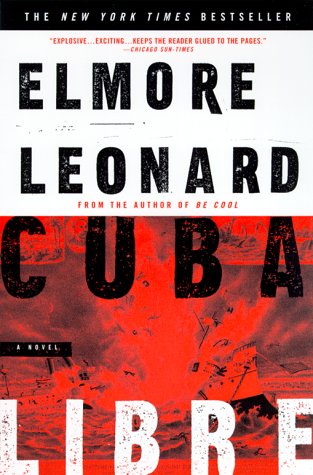 THE NEW YORK TIMES BESTSELLER
"EXPLOSIVE...EXCITING...KEEPS THE READER GLUED TO THE PAGES."
—CHICAGO SUN-TIMES
ELMORE
LEONARD
FROM THE AUTHOR OF BE COOL
CUBA
A NOVEL
LIBRE